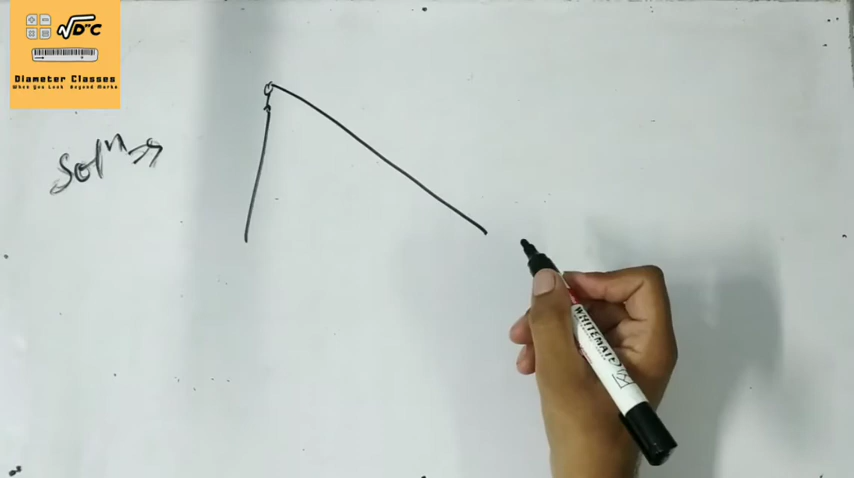 √D"C
Diameter Classes
When You Look Beyond Marks
Solⁿ →
WHITEMATE